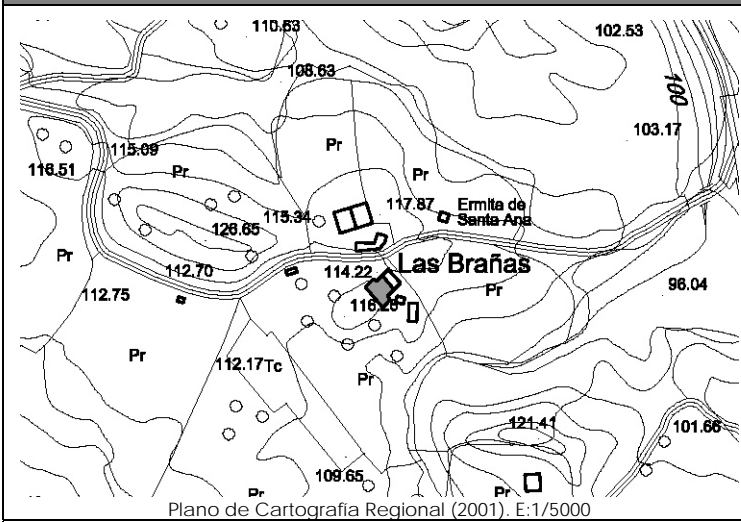 110.63
102.53
108.63
100
103.17
116.51
115.09
Pr
Pr
Pr
117.87
Ermita de
Santa Ana
115.34
126.65
Pr
112.70
114.22
Las Brañas
96.04
112.75
116.26
Pr
Pr
112.17 Tc
Pr
121.41
101.66
109.65
Pr
Pr
Plano de Cartografía Regional (2001). E:1/5000